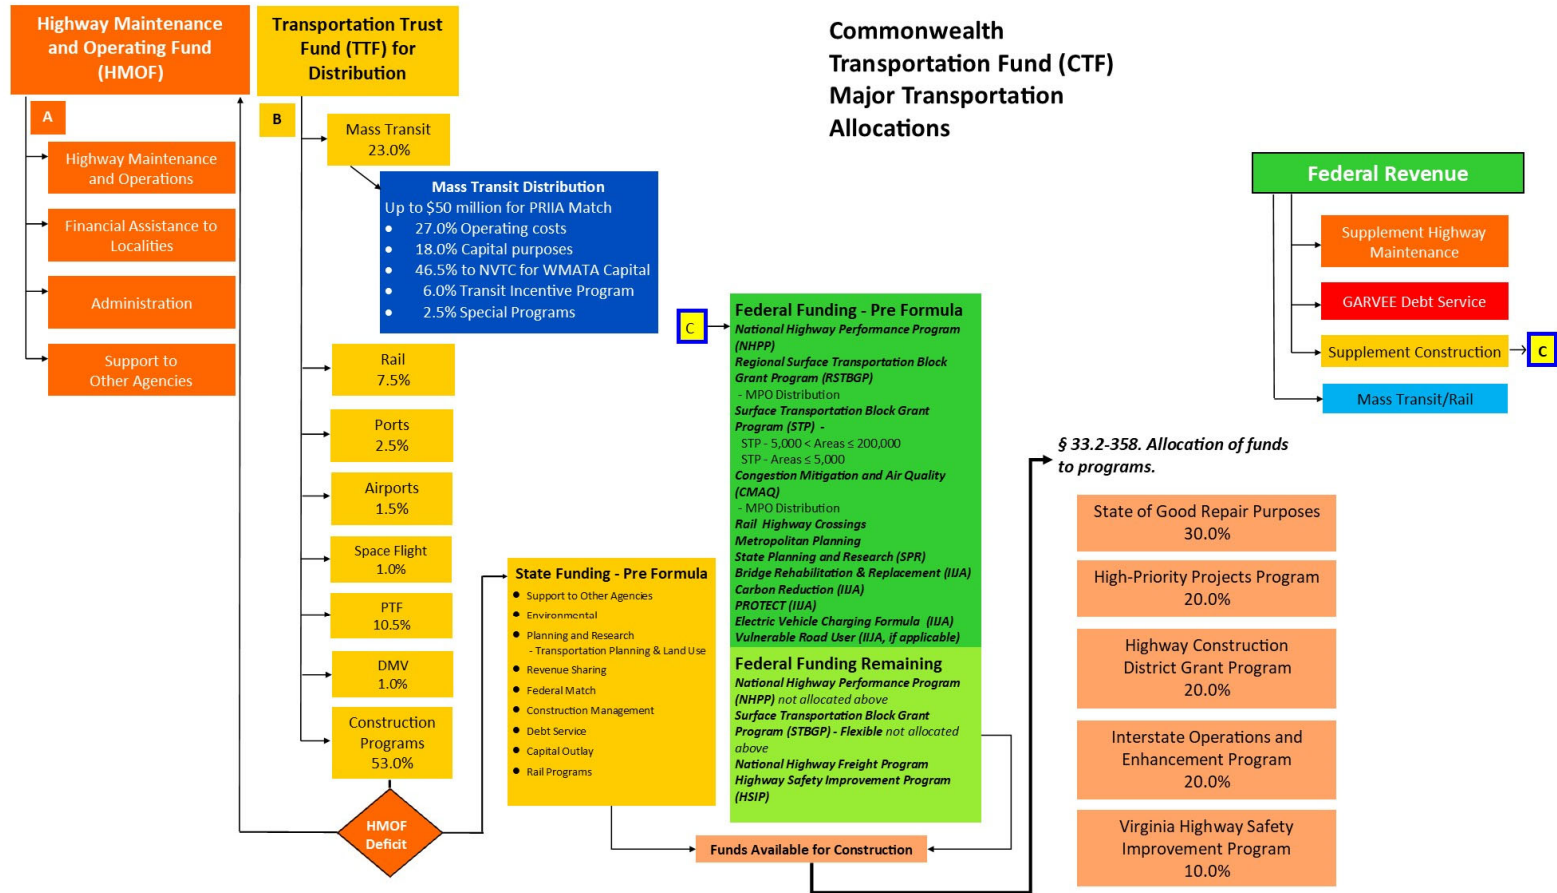 Highway Maintenance
and Operating Fund
(HMOF)
A
Highway Maintenance
and Operations
Financial Assistance to
Localities
Administration
Support to
Other Agencies
Transportation Trust
Fund (TTF) for
Distribution
B
Mass Transit
23.0%
Mass Transit Distribution
Up to $50 million for PRIIA Match
• 27.0% Operating costs
• 18.0% Capital purposes
• 46.5% to NVTC for WMATA Capital
• 6.0% Transit Incentive Program
• 2.5% Special Programs
Rail
7.5%
Ports
2.5%
Airports
1.5%
Space Flight
1.0%
PTF
10.5%
DMV
1.0%
Construction
Programs
53.0%
HMOF
Deficit
Commonwealth
Transportation Fund (CTF)
Major Transportation
Allocations
State Funding - Pre Formula
• Support to Other Agencies
• Environmental
• Planning and Research
- Transportation Planning & Land Use
• Revenue Sharing
• Federal Match
• Construction Management
• Debt Service
• Capital Outlay
• Rail Programs
C
Federal Funding - Pre Formula
National Highway Performance Program
(NHPP)
Regional Surface Transportation Block
Grant Program (RSTBGP)
- MPO Distribution
Surface Transportation Block Grant
Program (STP) -
STP - 5,000 < Areas ≤ 200,000
STP - Areas ≤ 5,000
Congestion Mitigation and Air Quality
(CMAQ)
- MPO Distribution
Rail Highway Crossings
Metropolitan Planning
State Planning and Research (SPR)
Bridge Rehabilitation & Replacement (IIJA)
Carbon Reduction (IIJA)
PROTECT (IIJA)
Electric Vehicle Charging Formula (IIJA)
Vulnerable Road User (IIJA, if applicable)
Federal Funding Remaining
National Highway Performance Program
(NHPP) not allocated above
Surface Transportation Block Grant
Program (STBGP) - Flexible not allocated
above
National Highway Freight Program
Highway Safety Improvement Program
(HSIP)
Funds Available for Construction
Federal Revenue
Supplement Highway
Maintenance
GARVEE Debt Service
Supplement Construction
C
Mass Transit/Rail
§ 33.2-358. Allocation of funds
to programs.
State of Good Repair Purposes
30.0%
High-Priority Projects Program
20.0%
Highway Construction
District Grant Program
20.0%
Interstate Operations and
Enhancement Program
20.0%
Virginia Highway Safety
Improvement Program
10.0%